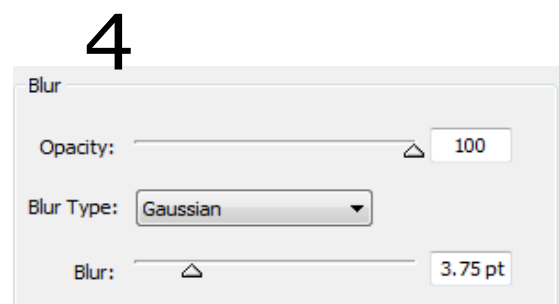 4
Blur
Opacity: 100
Blur Type: Gaussian
Blur: 3.75 pt